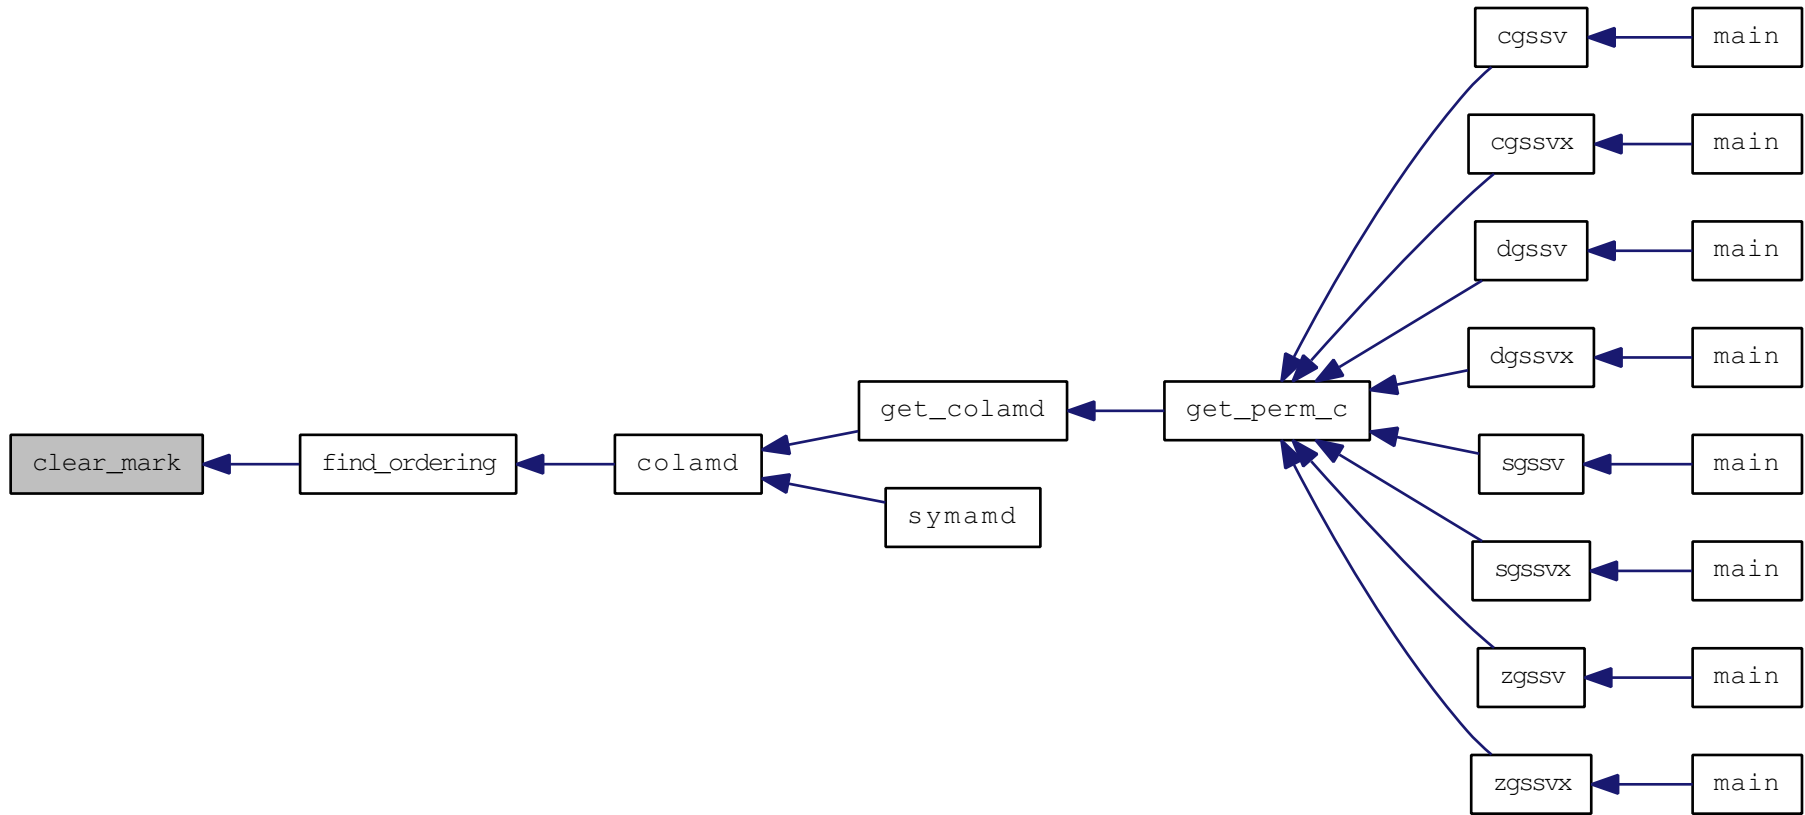 cgssv
main
cgssvx
main
dgssv
main
dgssvx
main
get_colamd
get_perm_c
clear_mark
find_ordering
colamd
sgssv
main
symamd
sgssvx
main
zgssv
main
zgssvx
main